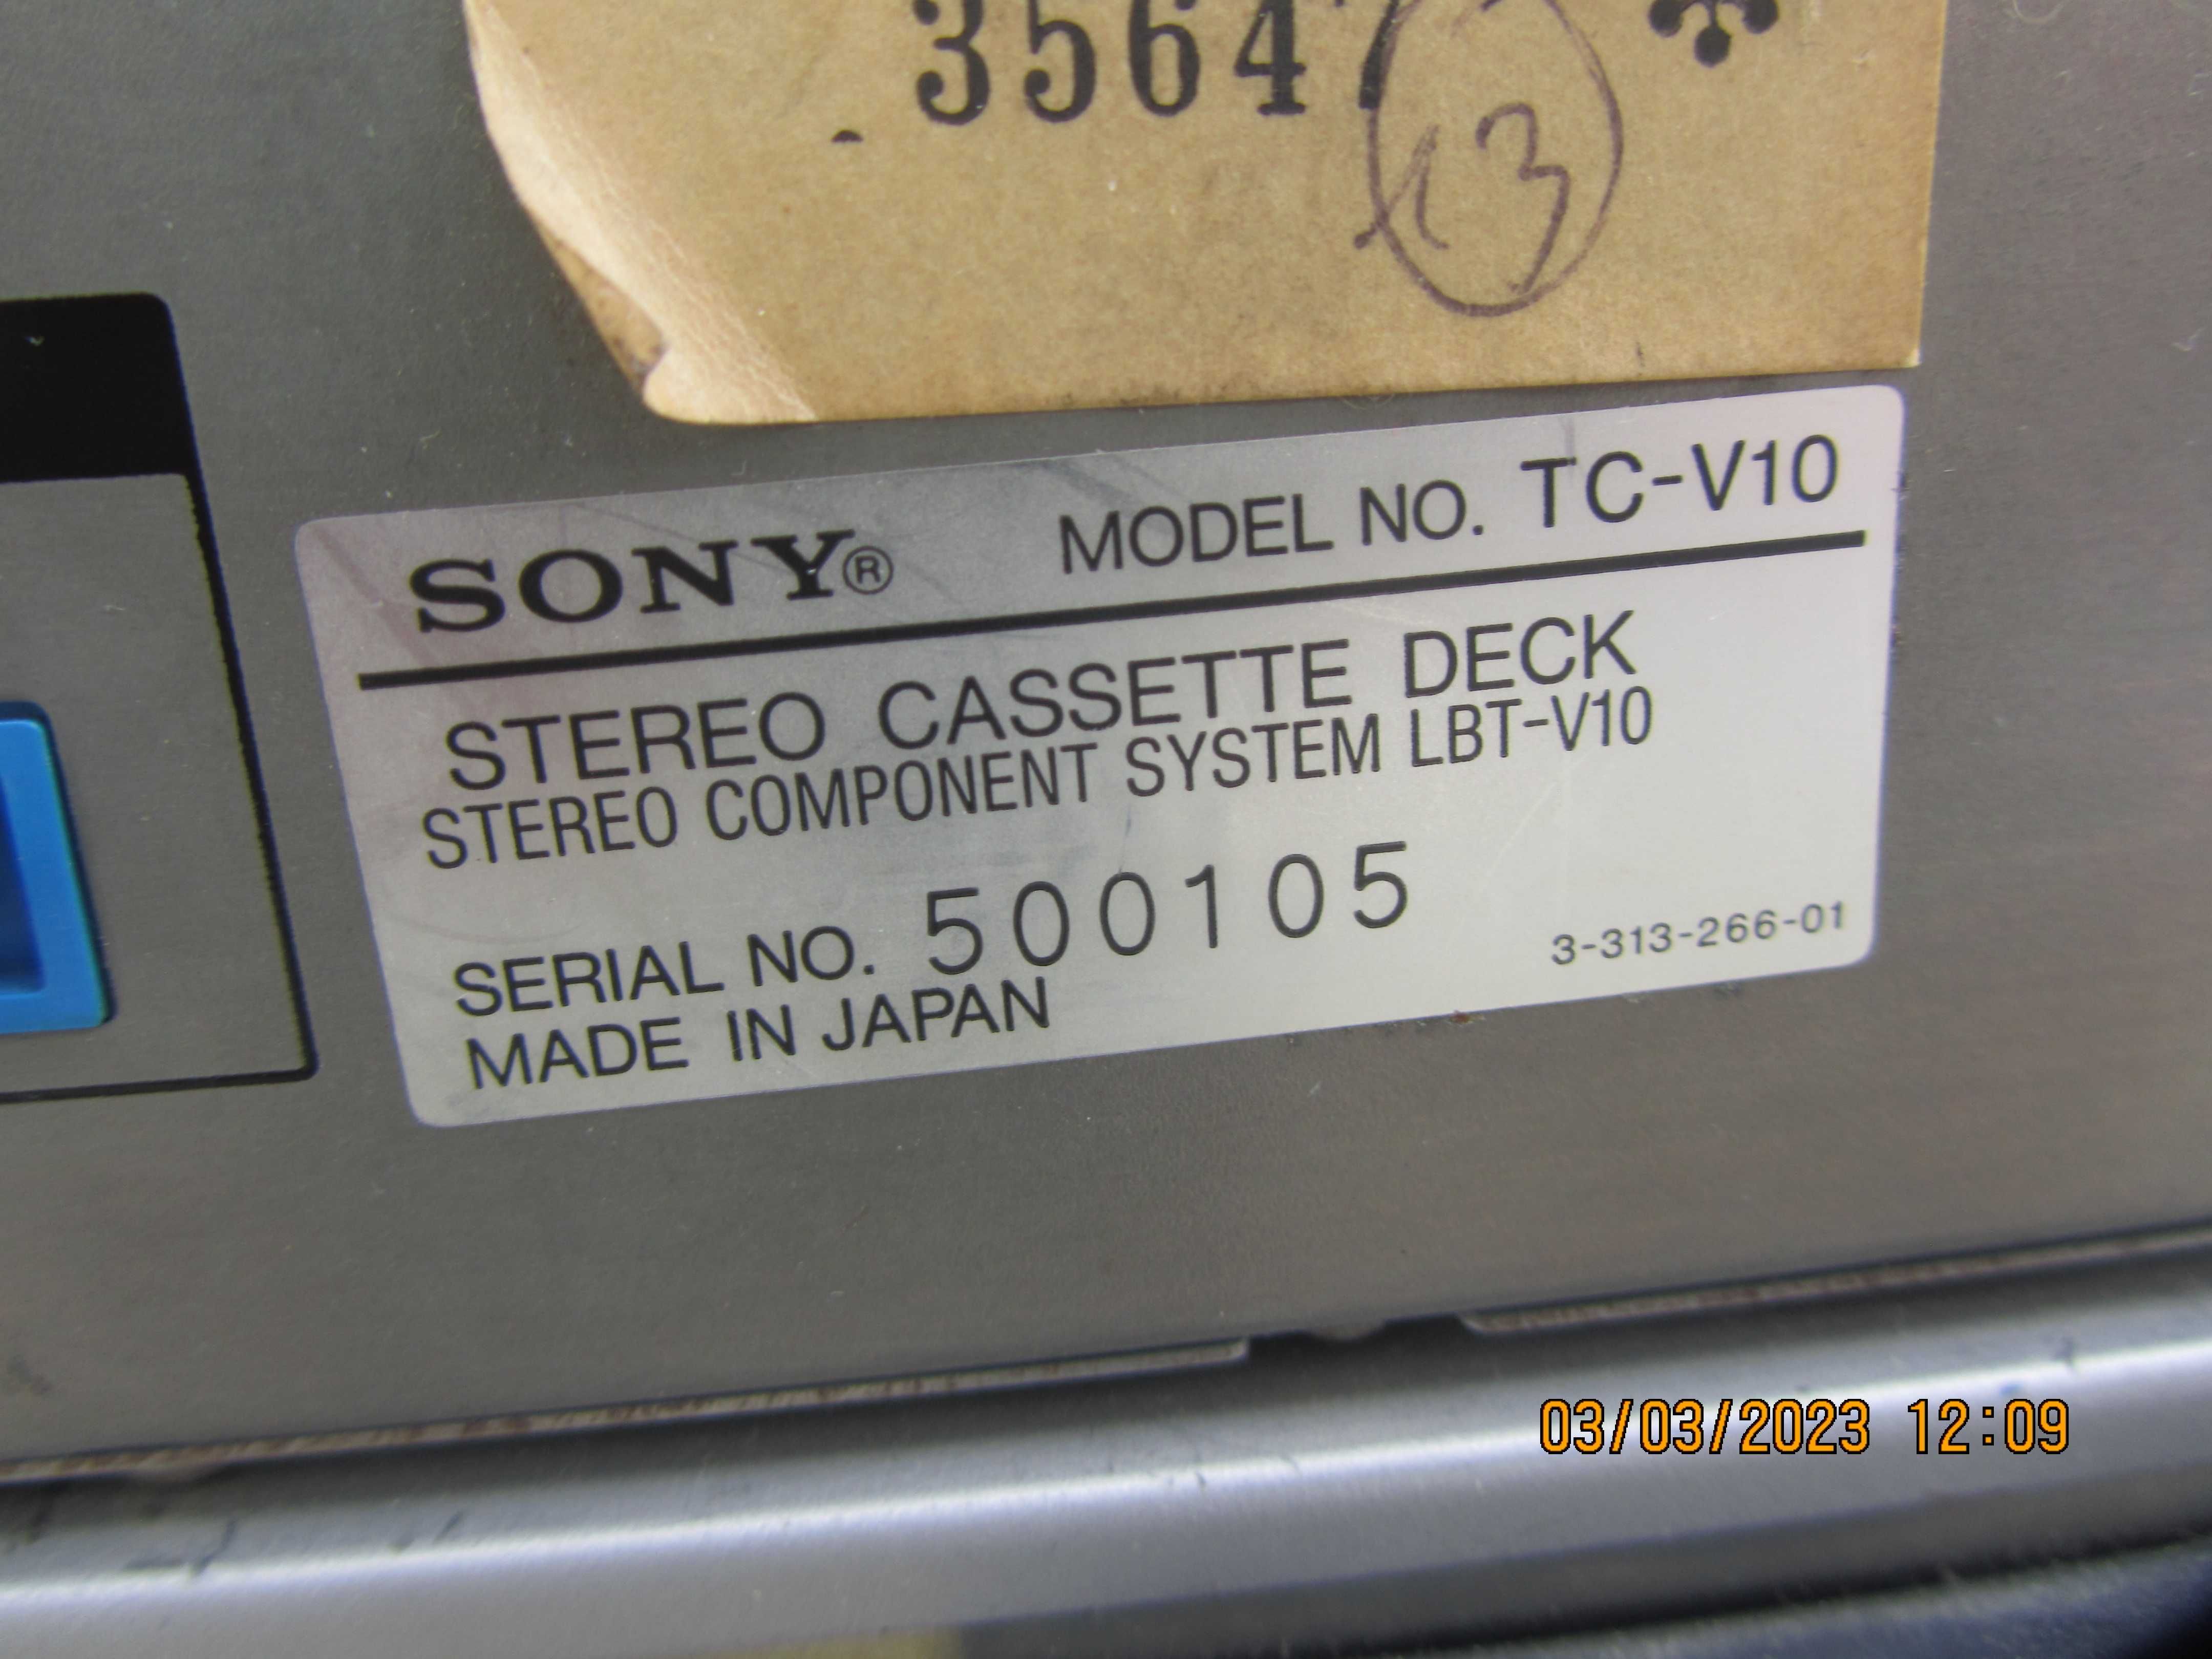 35647
13
SONY® MODEL NO. TC-V10
STEREO CASSETTE DECK
STEREO COMPONENT SYSTEM LBT-V10
SERIAL NO. 500105
MADE IN JAPAN
3-313-266-01
03/03/2023 12:09